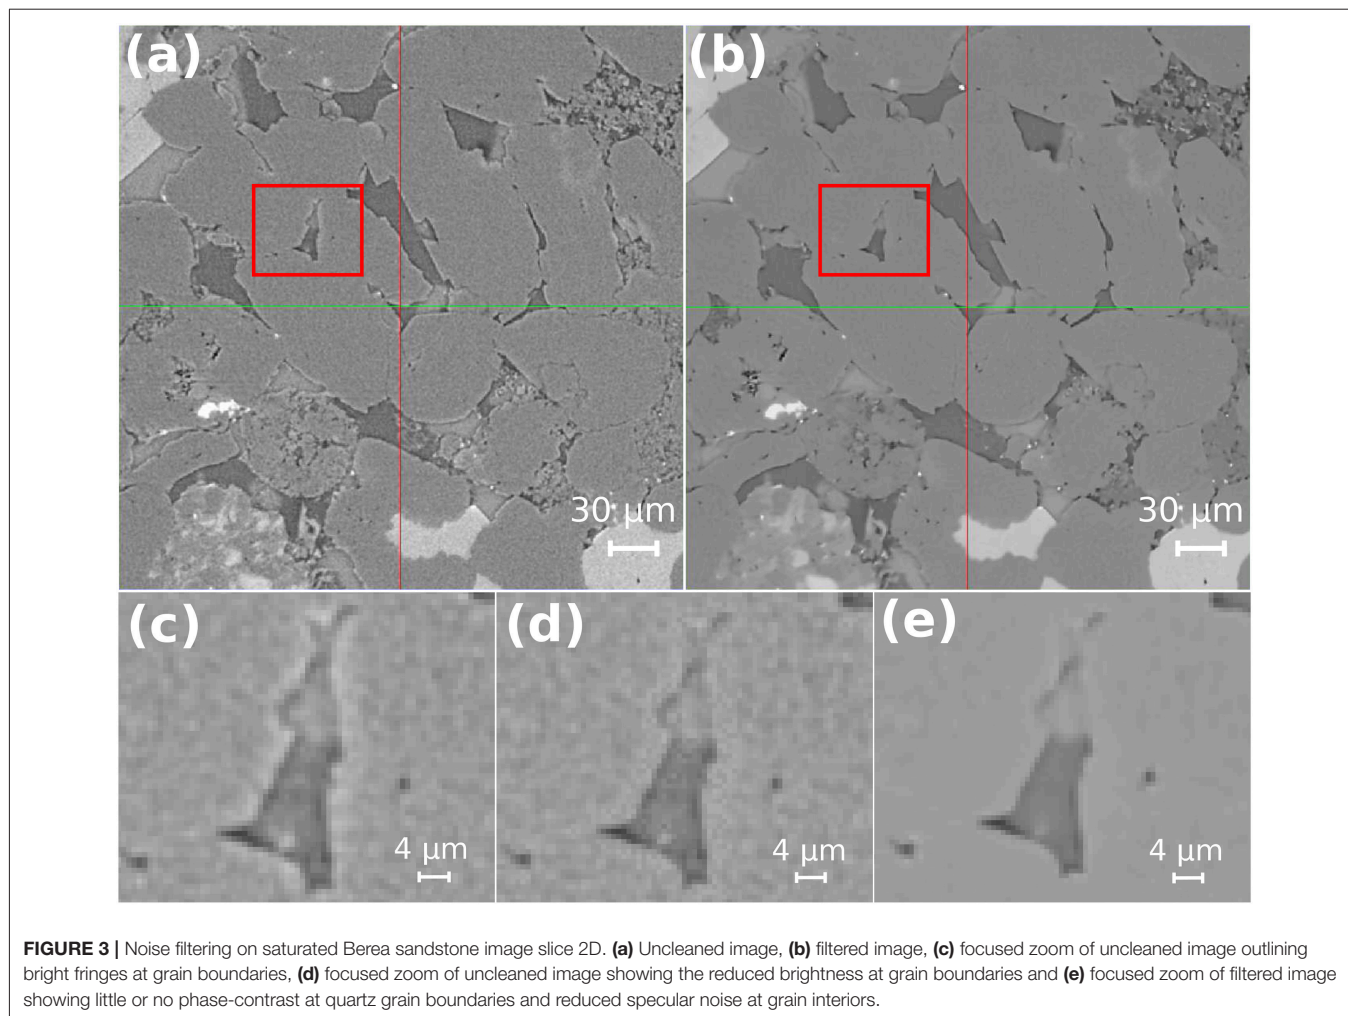 (a)
(b)
30 μm
30 μm
(c)
(d)
(e)
4 μm
4 μm
4 μm
FIGURE 3 | Noise filtering on saturated Berea sandstone image slice 2D. (a) Uncleaned image, (b) filtered image, (c) focused zoom of uncleaned image outlining
bright fringes at grain boundaries, (d) focused zoom of uncleaned image showing the reduced brightness at grain boundaries and (e) focused zoom of filtered image
showing little or no phase-contrast at quartz grain boundaries and reduced specular noise at grain interiors.